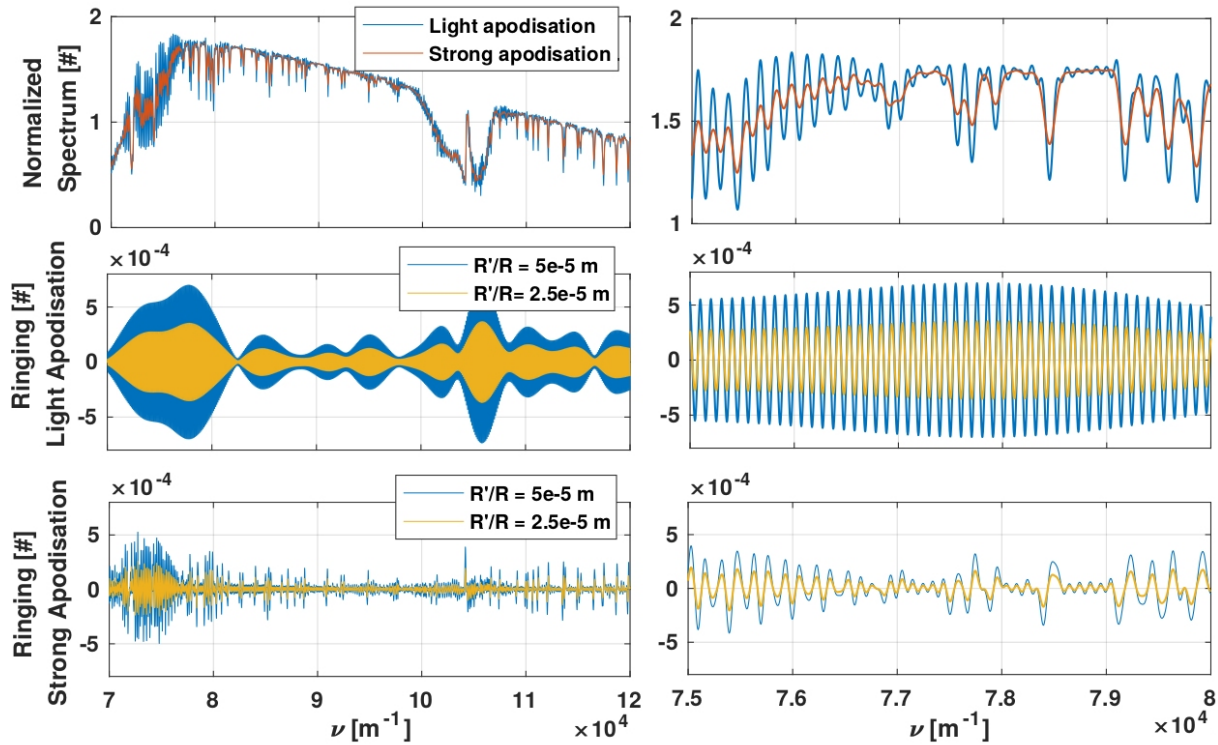 Normalized
Spectrum [#]
2
1
0
Light apodisation
Strong apodisation
2
1.5
1
Ringing [#]
Light Apodisation
×10⁻⁴
5
0
-5
R'/R = 5e-5 m
R'/R= 2.5e-5 m
×10⁻⁴
5
0
-5
Ringing [#]
Strong Apodisation
×10⁻⁴
5
0
-5
R'/R = 5e-5 m
R'/R = 2.5e-5 m
7 8 9 10 11 12
ν [m⁻¹] ×10⁴
×10⁻⁴
5
0
-5
7.5 7.6 7.7 7.8 7.9 8
ν [m⁻¹] ×10⁴